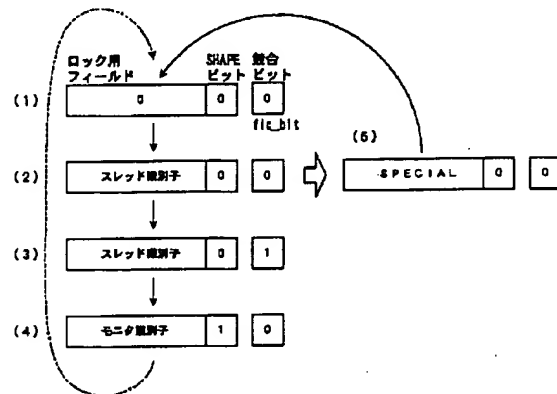 ロック用 SHAPE 競合
フィールド ビット ビット
(1) 0 0 0
flc_bit
(5)
(2) スレッド識別子 0 0
SPECIAL 0 0
(3) スレッド識別子 0 1
(4) モニタ識別子 1 0